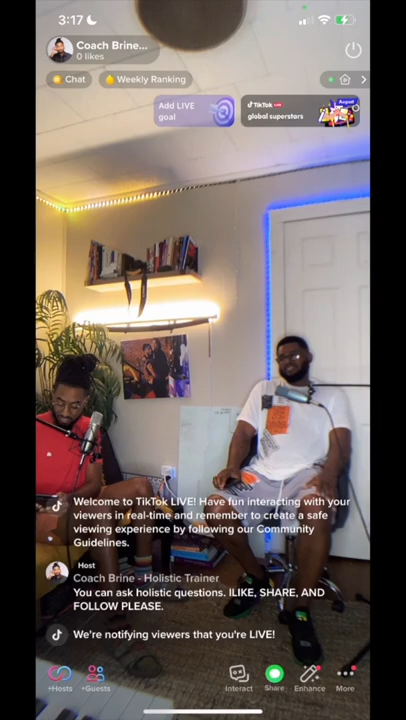 3:17
Coach Brine...
0 likes
Chat
Weekly Ranking
Add LIVE
goal
TikTok LIVE
global superstars
August
Welcome to TikTok LIVE! Have fun interacting with your
viewers in real-time and remember to create a safe
viewing experience by following our Community
Guidelines.
Host
Coach Brine - Holistic Trainer
You can ask holistic questions. lLIKE, SHARE, AND
FOLLOW PLEASE.
We're notifying viewers that you're LIVE!
+Hosts
+Guests
Interact
Share
Enhance
More